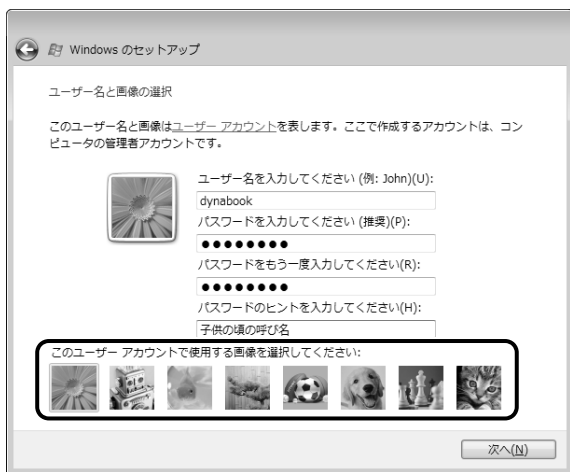 Windows のセットアップ
ユーザー名と画像の選択
このユーザー名と画像はユーザー アカウントを表します。ここで作成するアカウントは、コン
ピュータの管理者アカウントです。
ユーザー名を入力してください (例: John)(U):
dynabook
パスワードを入力してください (推奨)(P):
●●●●●●●●
パスワードをもう一度入力してください(R):
●●●●●●●●
パスワードのヒントを入力してください(H):
子供の頃の呼び名
このユーザー アカウントで使用する画像を選択してください:
次へ(N)